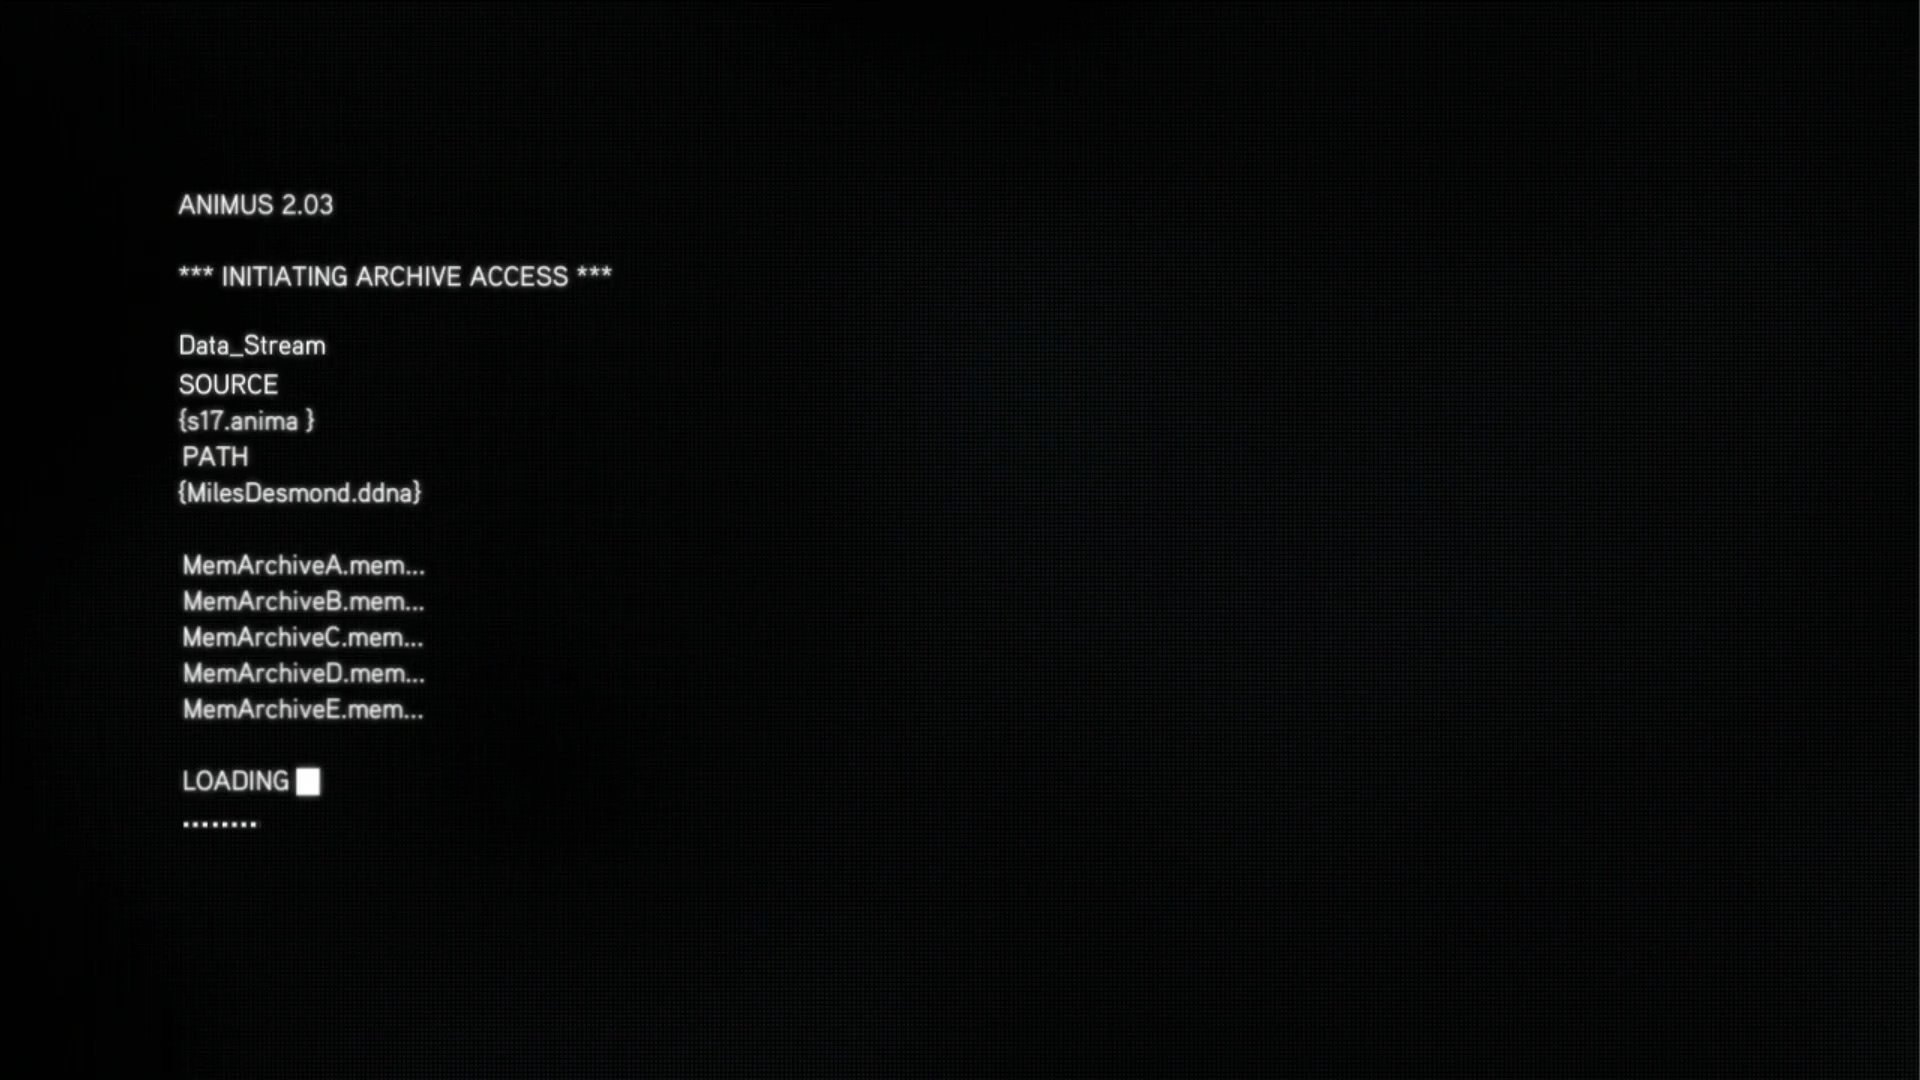 ANIMUS 2.03
*** INITIATING ARCHIVE ACCESS ***
Data_Stream
SOURCE
{s17.anima }
PATH
{MilesDesmond.ddna}
MemArchiveA.mem...
MemArchiveB.mem...
MemArchiveC.mem...
MemArchiveD.mem...
MemArchiveE.mem...
LOADING
........